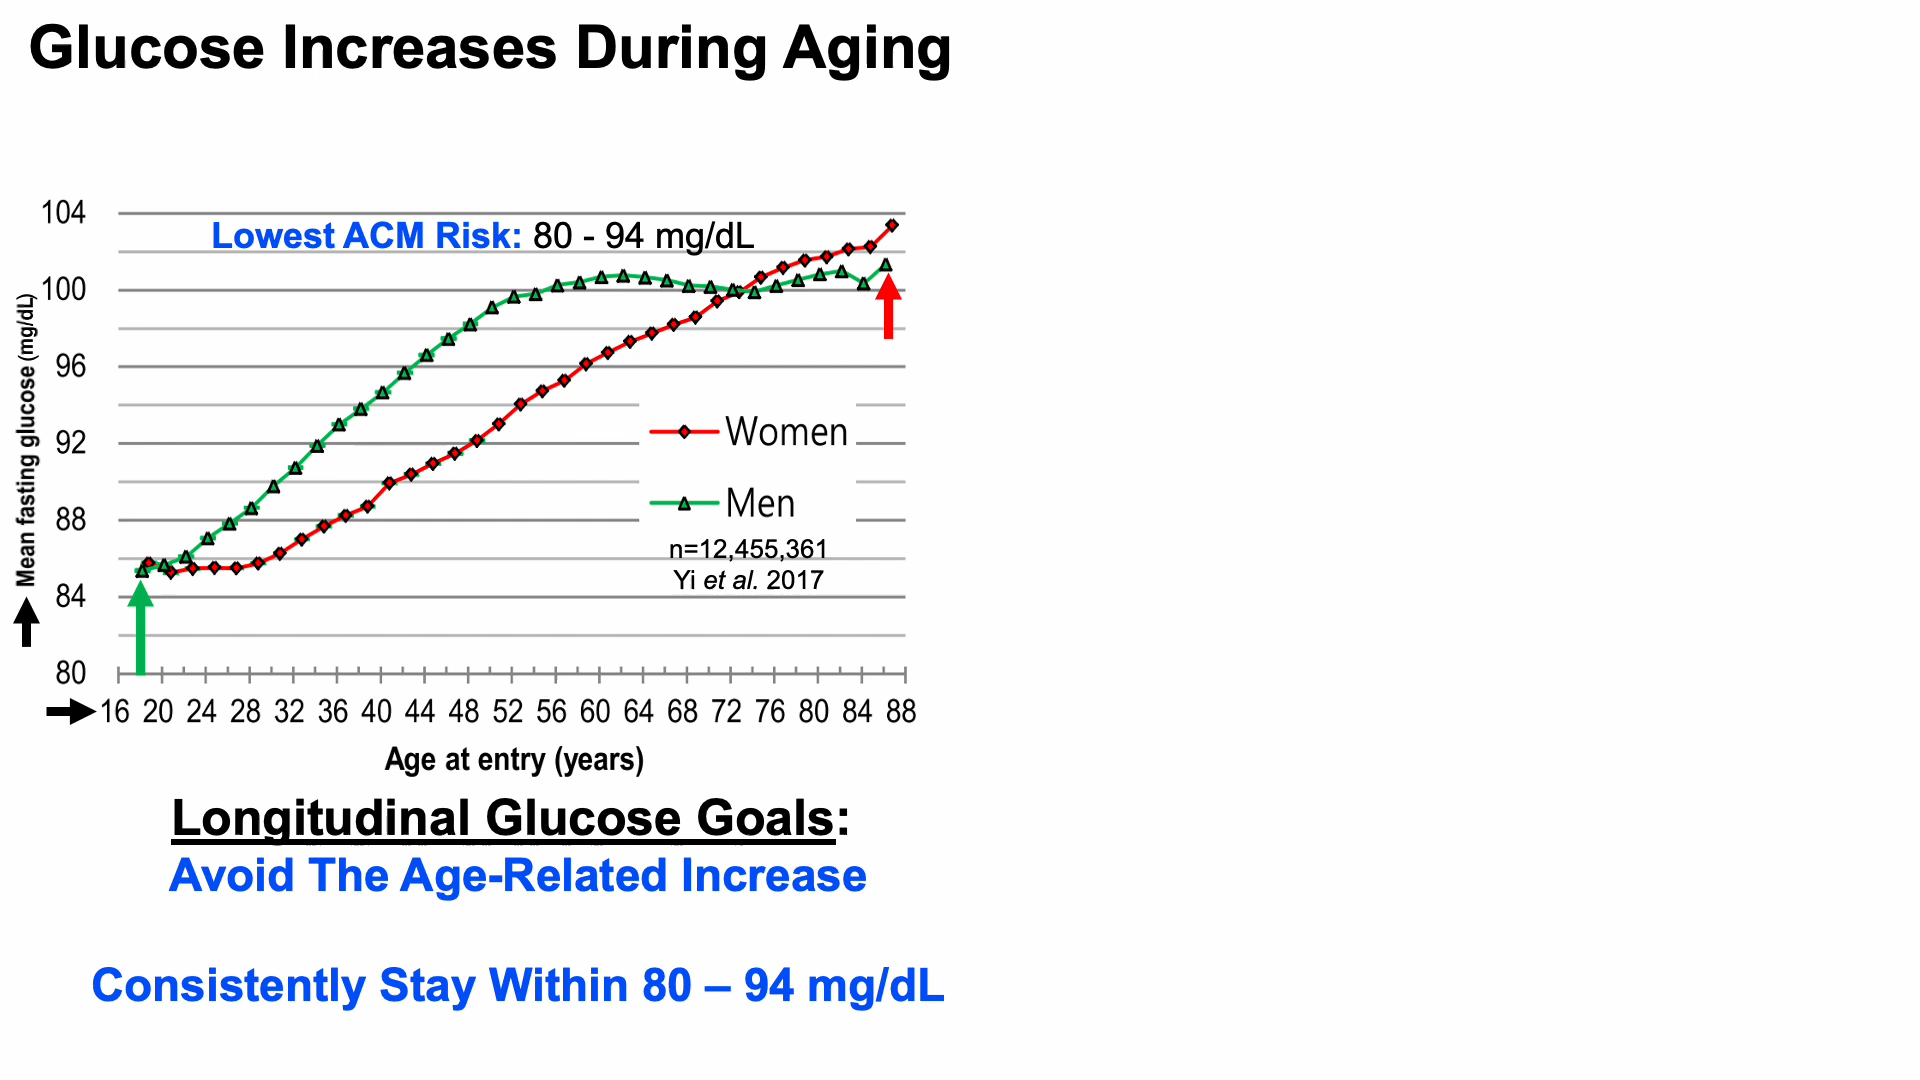 Glucose Increases During Aging
Lowest ACM Risk: 80 - 94 mg/dL
104
100
96
92
88
84
80
Mean fasting glucose (mg/dL)
Women
Men
n=12,455,361
Yi et al. 2017
16 20 24 28 32 36 40 44 48 52 56 60 64 68 72 76 80 84 88
Age at entry (years)
Longitudinal Glucose Goals:
Avoid The Age-Related Increase
Consistently Stay Within 80 – 94 mg/dL